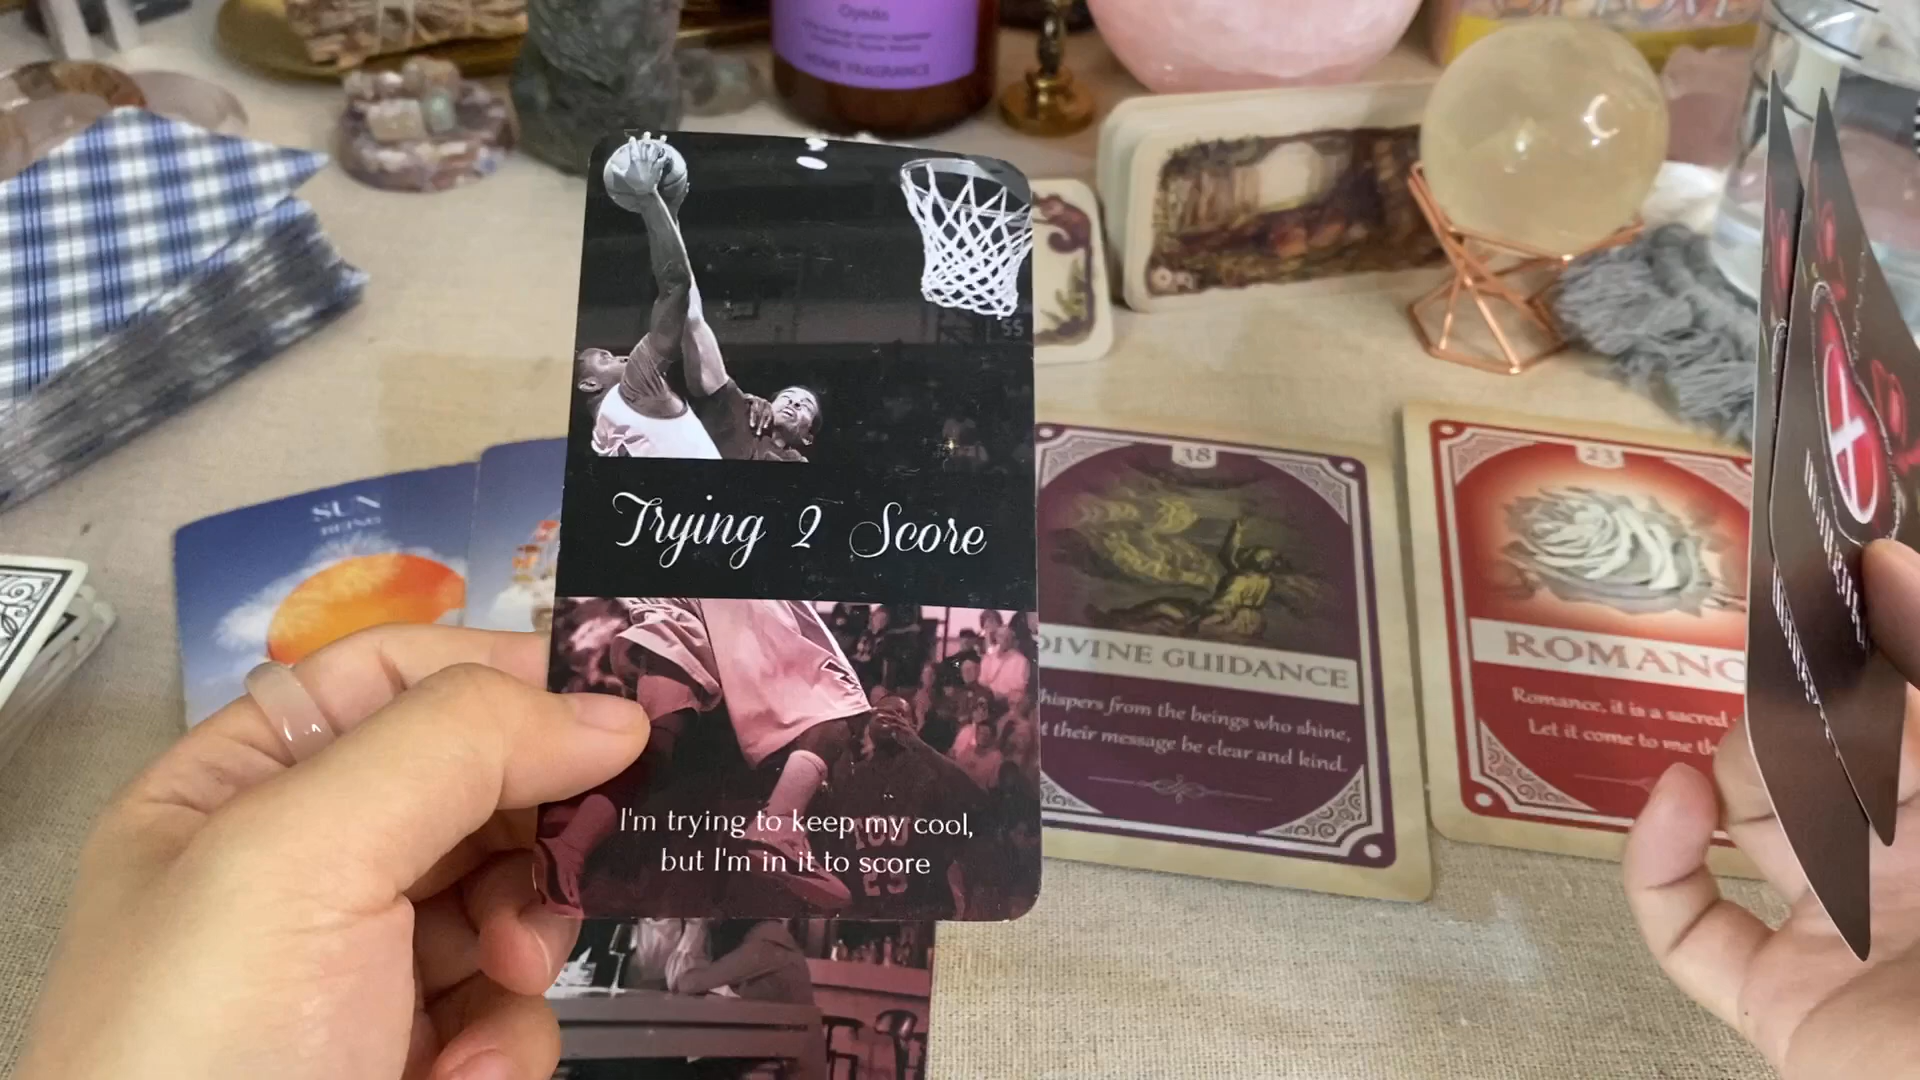 HOME FRAGRANCE
SUN
Trying 2 Score
I'm trying to keep my cool,
but I'm in it to score
38
DIVINE GUIDANCE
hispers from the beings who shine,
t their message be clear and kind.
23
ROMANC
Romance, it is a sacred
Let it come to me th